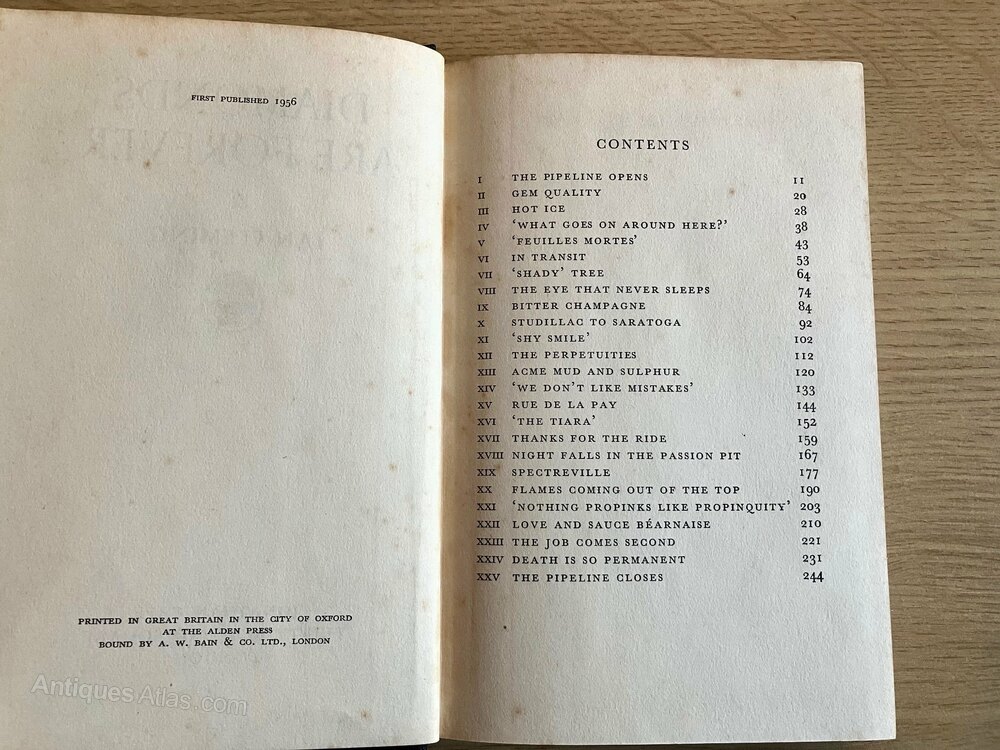 FIRST PUBLISHED 1956
PRINTED IN GREAT BRITAIN IN THE CITY OF OXFORD
AT THE ALDEN PRESS
BOUND BY A. W. BAIN & CO. LTD., LONDON
AntiquesAtlas.com
CONTENTS
I THE PIPELINE OPENS 11
II GEM QUALITY 20
III HOT ICE 28
IV ‘WHAT GOES ON AROUND HERE?’ 38
V ‘FEUILLES MORTES’ 43
VI IN TRANSIT 53
VII ‘SHADY’ TREE 64
VIII THE EYE THAT NEVER SLEEPS 74
IX BITTER CHAMPAGNE 84
X STUDILLAC TO SARATOGA 92
XI ‘SHY SMILE’ 102
XII THE PERPETUITIES 112
XIII ACME MUD AND SULPHUR 120
XIV ‘WE DON’T LIKE MISTAKES’ 133
XV RUE DE LA PAY 144
XVI ‘THE TIARA’ 152
XVII THANKS FOR THE RIDE 159
XVIII NIGHT FALLS IN THE PASSION PIT 167
XIX SPECTREVILLE 177
XX FLAMES COMING OUT OF THE TOP 190
XXI ‘NOTHING PROPINKS LIKE PROPINQUITY’ 203
XXII LOVE AND SAUCE BÉARNAISE 210
XXIII THE JOB COMES SECOND 221
XXIV DEATH IS SO PERMANENT 231
XXV THE PIPELINE CLOSES 244